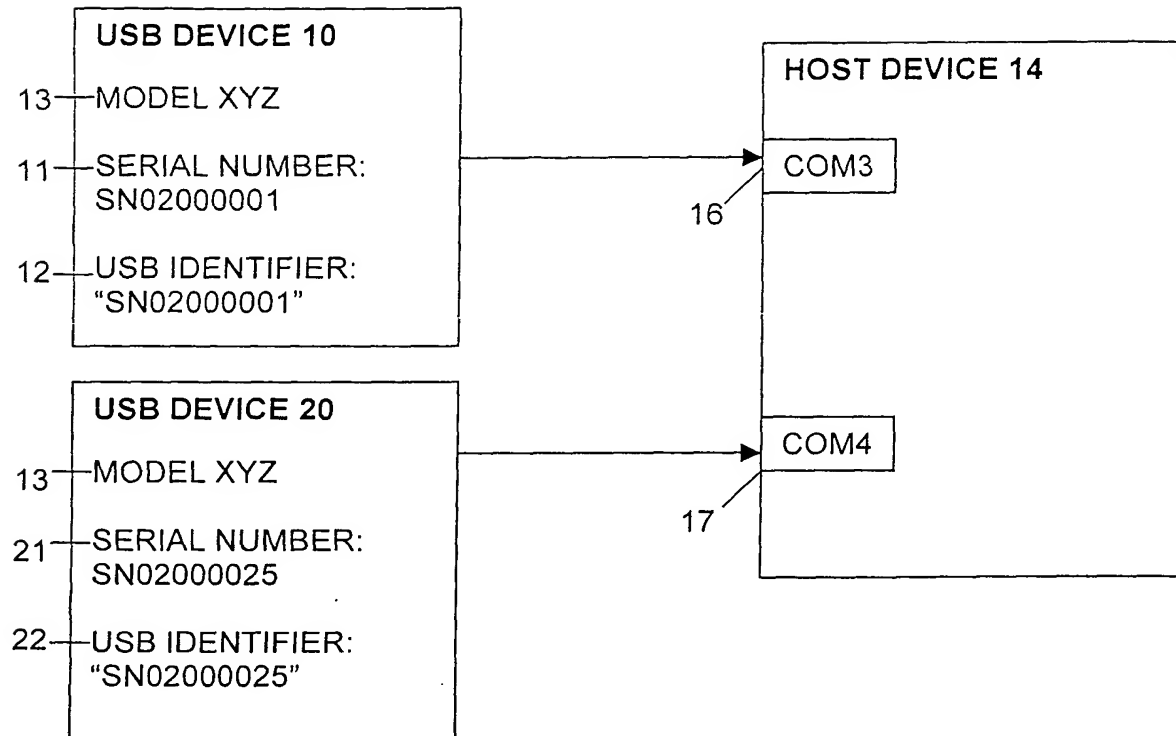 USB DEVICE 10
13 MODEL XYZ
11 SERIAL NUMBER:
SN02000001
12 USB IDENTIFIER:
“SN02000001”
HOST DEVICE 14
COM3
16
USB DEVICE 20
13 MODEL XYZ
21 SERIAL NUMBER:
SN02000025
22 USB IDENTIFIER:
“SN02000025”
COM4
17